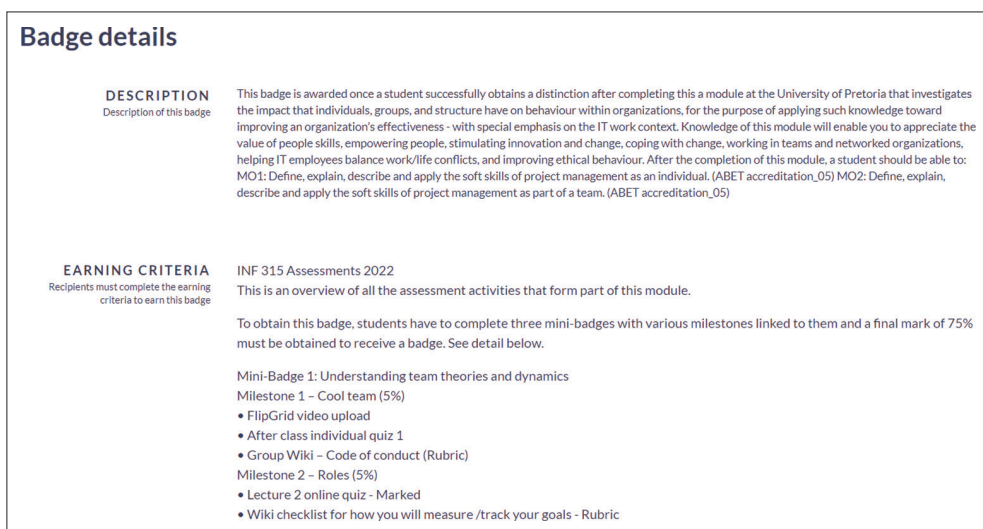 Badge details
DESCRIPTION
Description of this badge
This badge is awarded once a student successfully obtains a distinction after completing this a module at the University of Pretoria that investigates
the impact that individuals, groups, and structure have on behaviour within organizations, for the purpose of applying such knowledge toward
improving an organization's effectiveness - with special emphasis on the IT work context. Knowledge of this module will enable you to appreciate the
value of people skills, empowering people, stimulating innovation and change, coping with change, working in teams and networked organizations,
helping IT employees balance work/life conflicts, and improving ethical behaviour. After the completion of this module, a student should be able to:
MO1: Define, explain, describe and apply the soft skills of project management as an individual. (ABET accreditation_05) MO2: Define, explain,
describe and apply the soft skills of project management as part of a team. (ABET accreditation_05)
EARNING CRITERIA
Recipients must complete the earning
criteria to earn this badge
INF 315 Assessments 2022
This is an overview of all the assessment activities that form part of this module.
To obtain this badge, students have to complete three mini-badges with various milestones linked to them and a final mark of 75%
must be obtained to receive a badge. See detail below.
Mini-Badge 1: Understanding team theories and dynamics
Milestone 1 – Cool team (5%)
• FlipGrid video upload
• After class individual quiz 1
• Group Wiki – Code of conduct (Rubric)
Milestone 2 – Roles (5%)
• Lecture 2 online quiz - Marked
• Wiki checklist for how you will measure /track your goals - Rubric